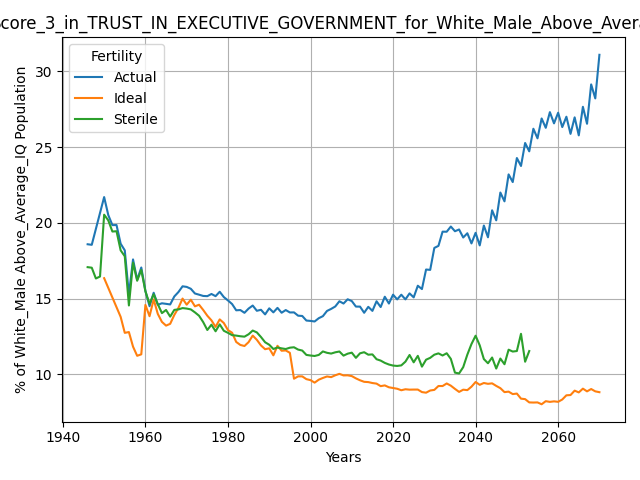 core_3_in_TRUST_IN_EXECUTIVE_GOVERNMENT_for_White_Male_Above_Avera
Fertility
Actual
Ideal
Sterile
% of White_Male Above_Average_IQ Population
30
25
20
15
10
1940
1960
1980
2000
2020
2040
2060
Years